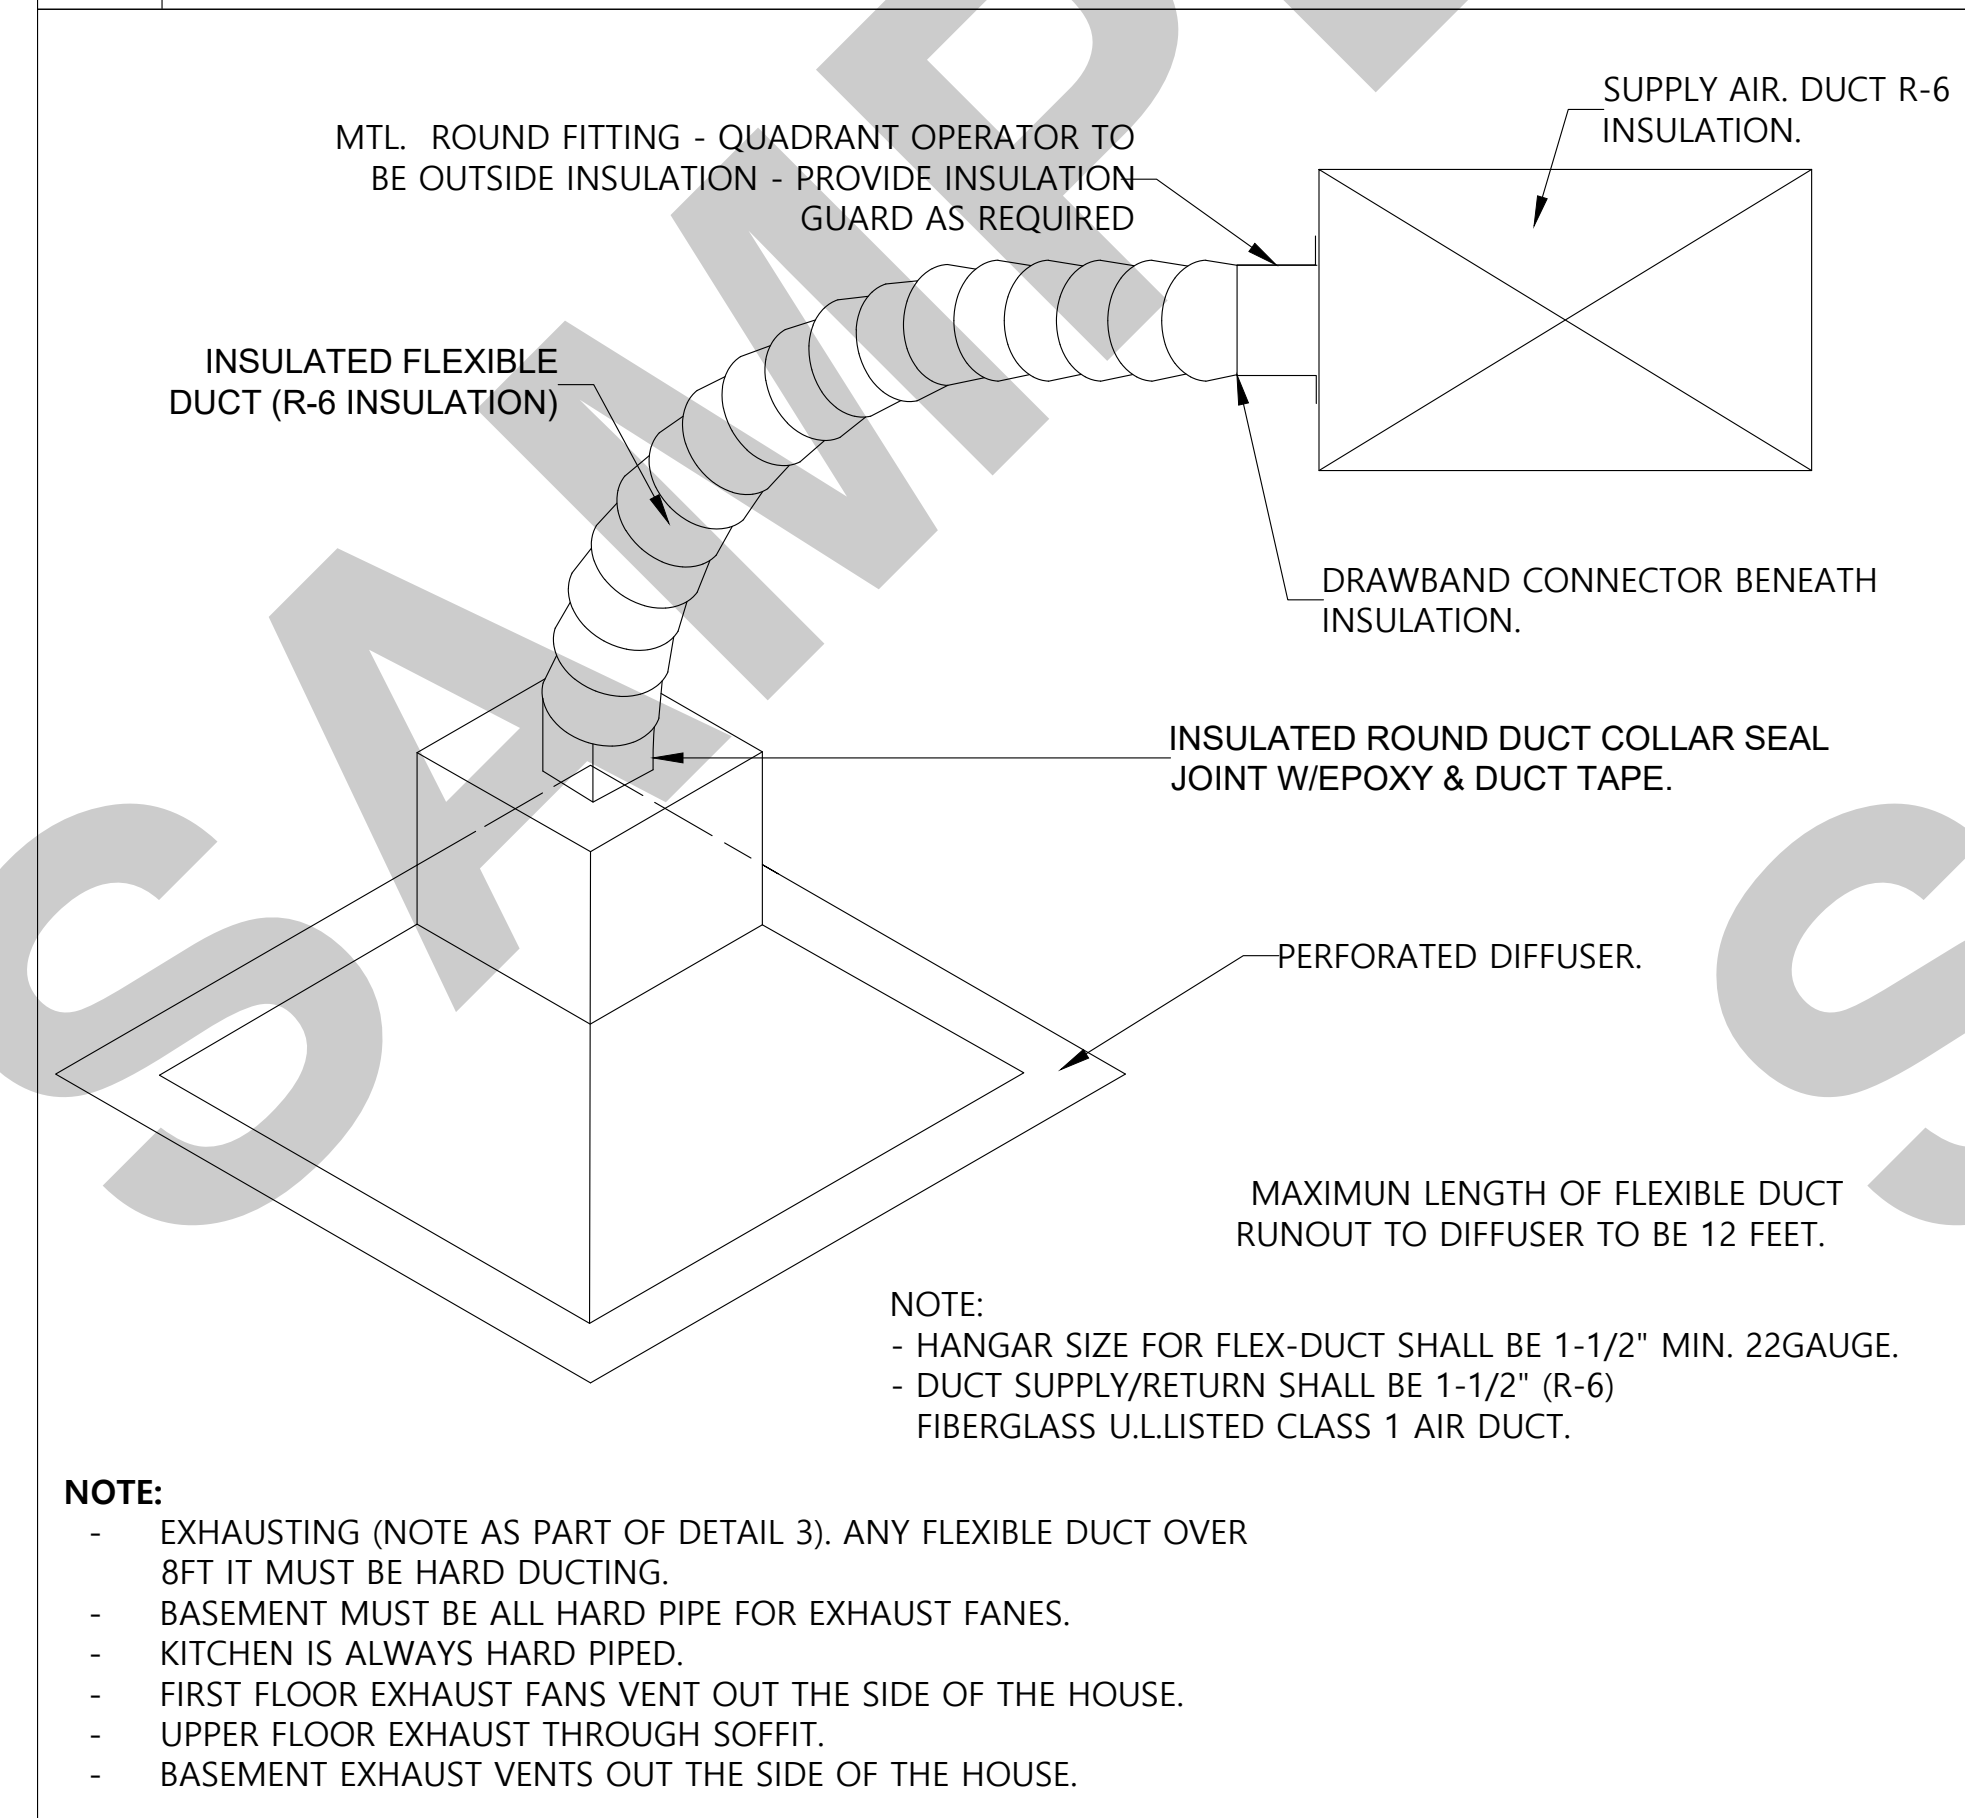 SUPPLY AIR. DUCT R-6
INSULATION.
MTL. ROUND FITTING - QUADRANT OPERATOR TO
BE OUTSIDE INSULATION - PROVIDE INSULATION
GUARD AS REQUIRED
INSULATED FLEXIBLE
DUCT (R-6 INSULATION)
DRAWBAND CONNECTOR BENEATH
INSULATION.
INSULATED ROUND DUCT COLLAR SEAL
JOINT W/EPOXY & DUCT TAPE.
PERFORATED DIFFUSER.
MAXIMUN LENGTH OF FLEXIBLE DUCT
RUNOUT TO DIFFUSER TO BE 12 FEET.
NOTE:
- HANGAR SIZE FOR FLEX-DUCT SHALL BE 1-1/2" MIN. 22GAUGE.
- DUCT SUPPLY/RETURN SHALL BE 1-1/2" (R-6)
FIBERGLASS U.L.LISTED CLASS 1 AIR DUCT.
NOTE:
- EXHAUSTING (NOTE AS PART OF DETAIL 3). ANY FLEXIBLE DUCT OVER
8FT IT MUST BE HARD DUCTING.
- BASEMENT MUST BE ALL HARD PIPE FOR EXHAUST FANES.
- KITCHEN IS ALWAYS HARD PIPED.
- FIRST FLOOR EXHAUST FANS VENT OUT THE SIDE OF THE HOUSE.
- UPPER FLOOR EXHAUST THROUGH SOFFIT.
- BASEMENT EXHAUST VENTS OUT THE SIDE OF THE HOUSE.